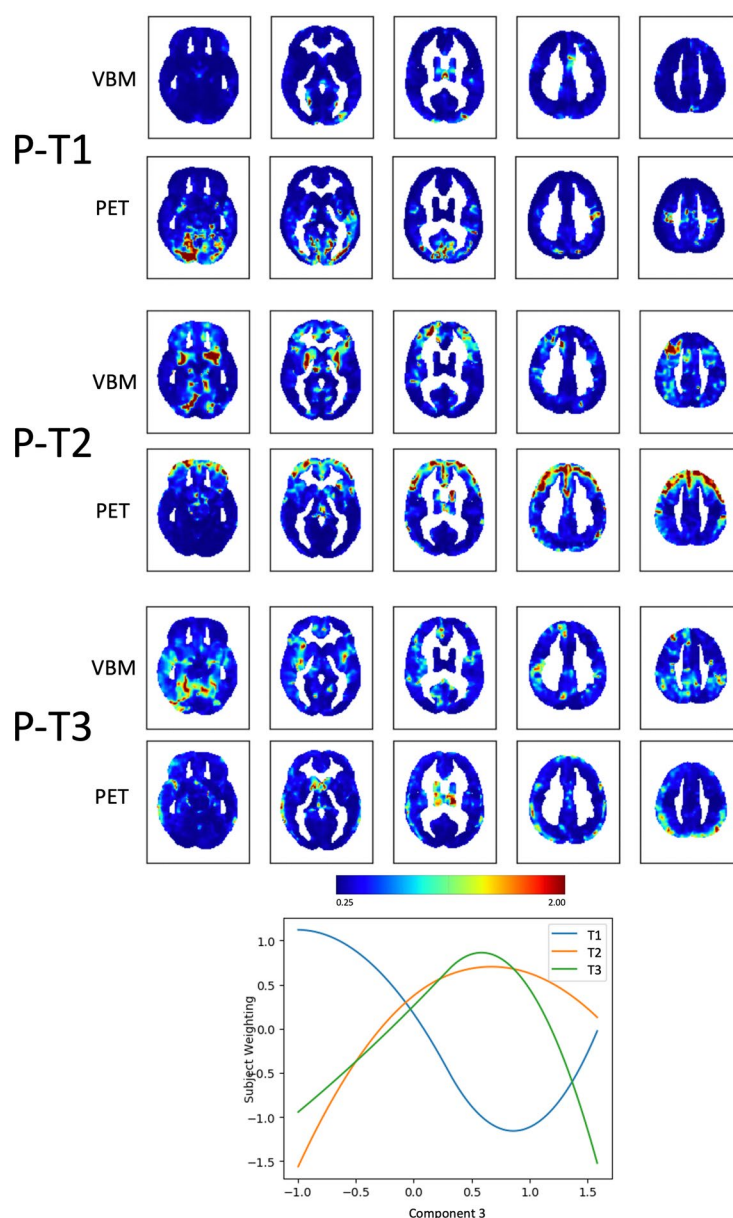 VBM
P-T1
PET
VBM
P-T2
PET
VBM
P-T3
PET
0.25 2.00
T1
T2
T3
1.0
0.5
0.0
−0.5
−1.0
−1.5
Subject Weighting
−1.0 −0.5 0.0 0.5 1.0 1.5
Component 3